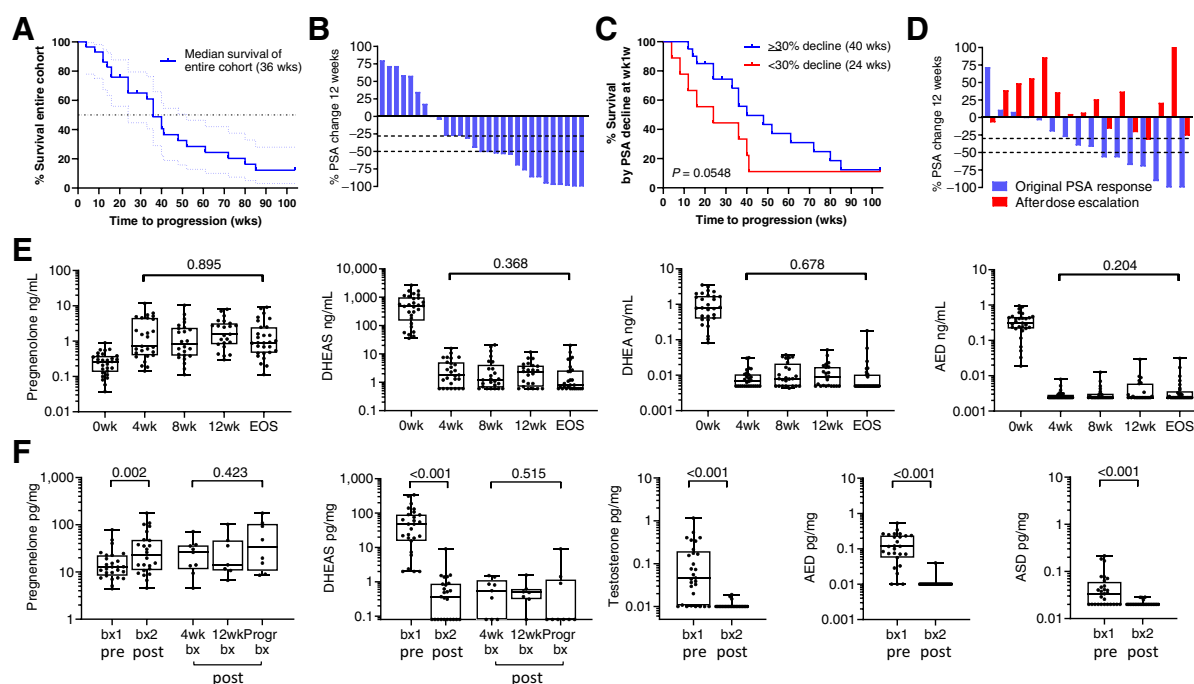 A
% Survival entire cohort
100
80
60
40
20
0
Median survival of
entire cohort (36 wks)
0 10 20 30 40 50 60 70 80 90 100
Time to progression (wks)
B
% PSA change 12 weeks
100
75
50
25
0
−25
−50
−75
−100
C
% Survival
by PSA decline at wk1w
100
80
60
40
20
0
≥30% decline (40 wks)
<30% decline (24 wks)
P = 0.0548
0 10 20 30 40 50 60 70 80 90 100
Time to progression (wks)
D
% PSA change 12 weeks
100
75
50
25
0
−25
−50
−75
−100
Original PSA response
After dose escalation
E
Pregnenolone ng/mL
100
10
1
0.1
0.01
0.895
0wk 4wk 8wk 12wk EOS
DHEAS ng/mL
10,000
1,000
100
10
1
0.1
0.368
0wk 4wk 8wk 12wk EOS
DHEA ng/mL
10
1
0.1
0.01
0.001
0.678
0wk 4wk 8wk 12wk EOS
AED ng/mL
10
1
0.1
0.01
0.001
0.204
0wk 4wk 8wk 12wk EOS
F
Pregnenelone pg/mg
1,000
100
10
1
0.002
0.423
bx1 bx2 4wk 12wk Progr
pre post bx bx bx
post
DHEAS pg/mg
1,000
100
10
1
0.1
<0.001
0.515
bx1 bx2 4wk 12wk Progr
pre post bx bx bx
post
Testosterone pg/mg
10
1
0.1
0.01
<0.001
bx1 bx2
pre post
AED pg/mg
10
1
0.1
0.01
0.001
<0.001
bx1 bx2
pre post
ASD pg/mg
10
1
0.1
0.01
<0.001
bx1 bx2
pre post